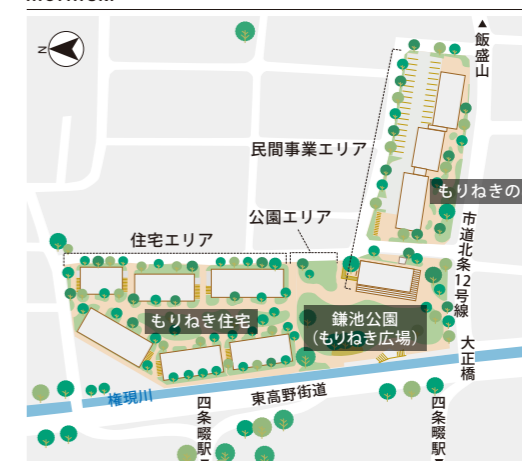 N
▲飯盛山
民間事業エリア
もりねきの
公園エリア
住宅エリア
市道北条12号線
もりねき住宅
鎌池公園
（もりねき広場）
大正橋
権現川
東高野街道
四条畷駅
四条畷駅